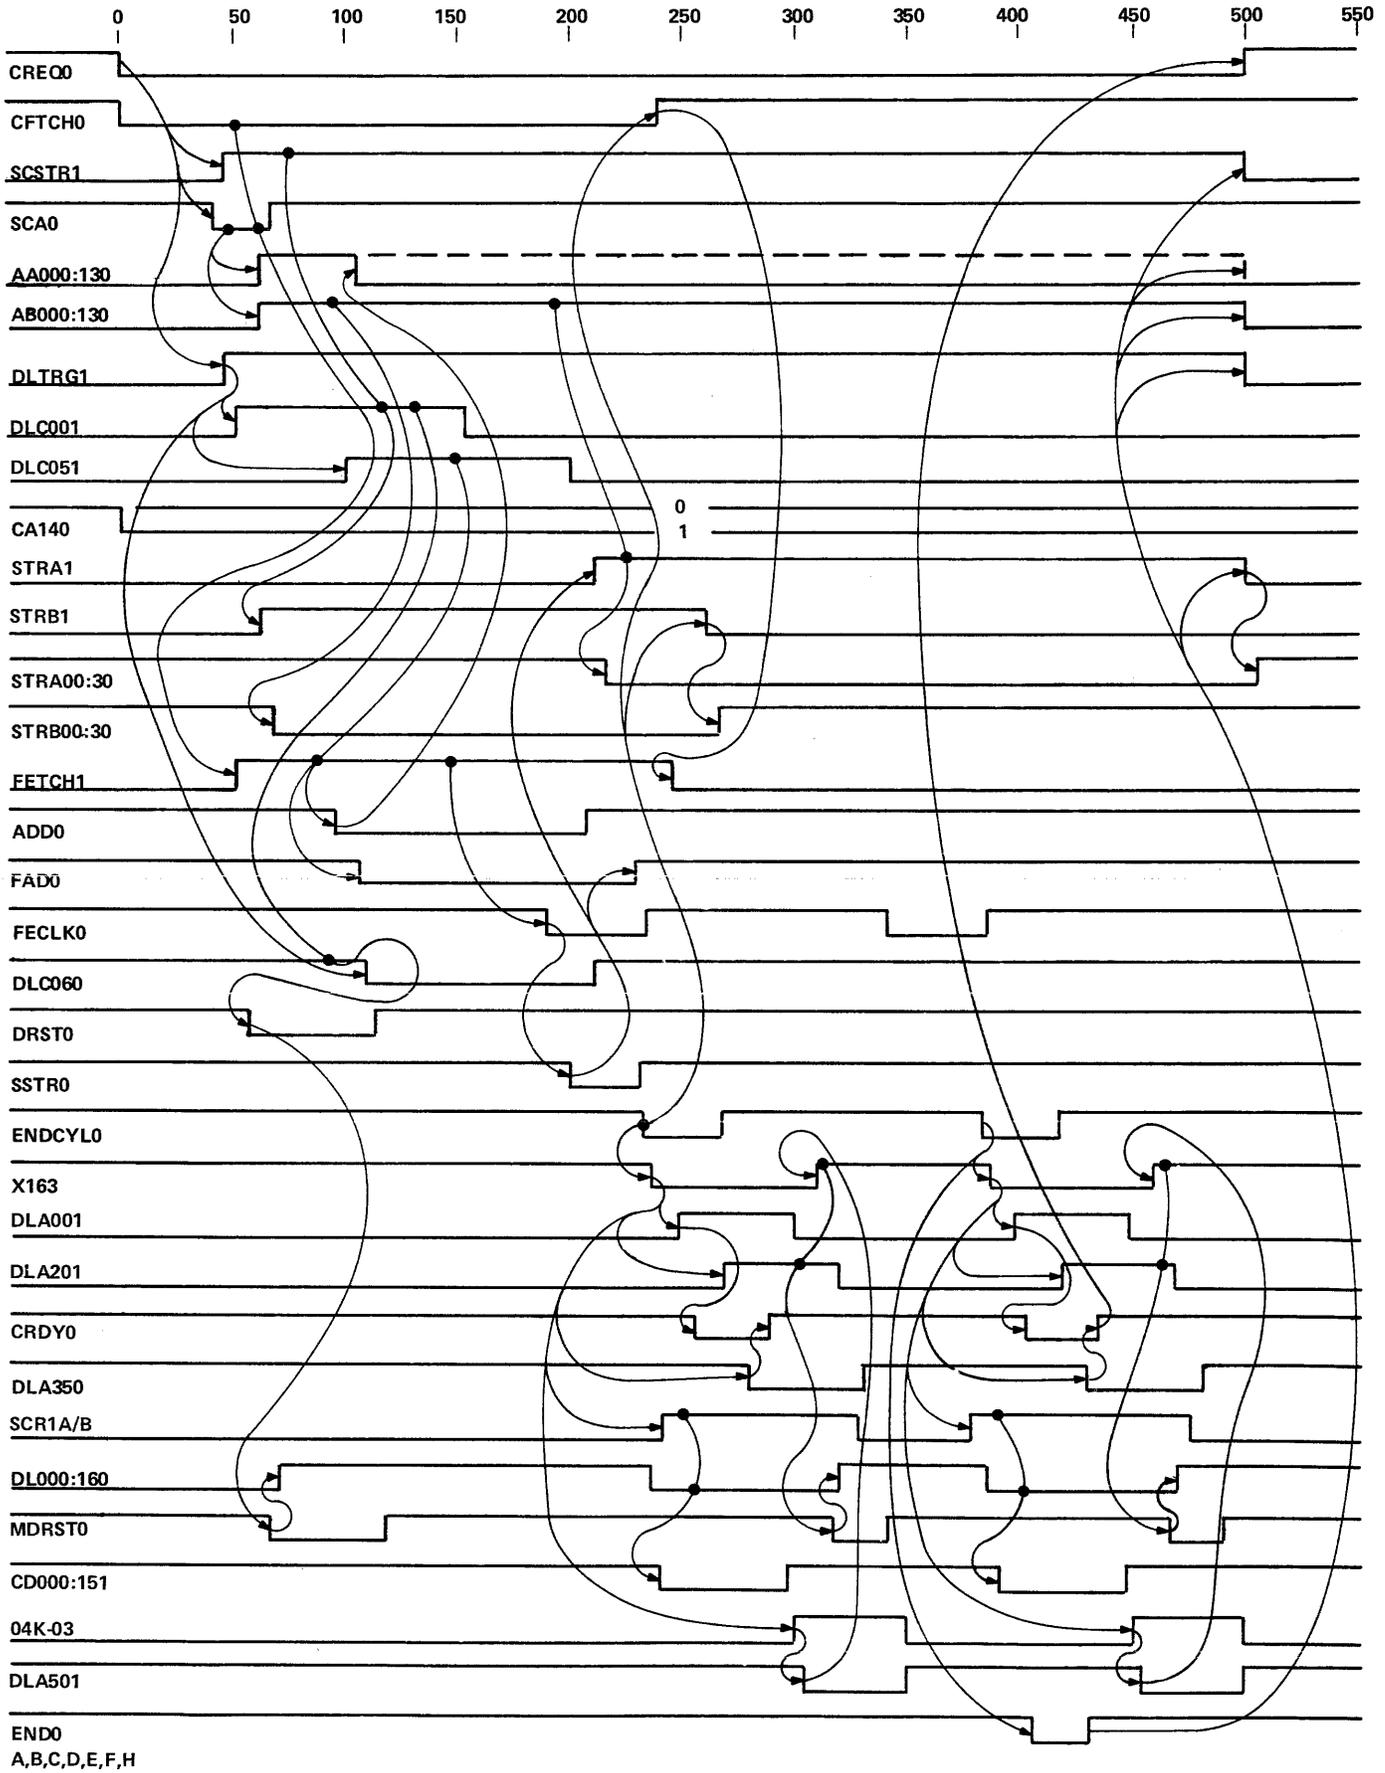 0 50 100 150 200 250 300 350 400 450 500 550
CREQ0
CFTCH0
SCSTR1
SCA0
AA000:130
AB000:130
DLTRG1
DLC001
DLC051
0
CA140 1
STRA1
STRB1
STRA00:30
STRB00:30
FETCH1
ADD0
FAD0
FECLK0
DLC060
DRST0
SSTR0
ENDCYL0
X163
DLA001
DLA201
CRDY0
DLA350
SCR1A/B
DL000:160
MDRST0
CD000:151
04K-03
DLA501
END0
A,B,C,D,E,F,H